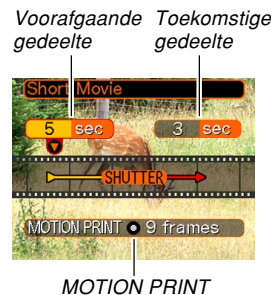 Voorafgaande gedeelte
Toekomstige gedeelte
Short Movie
5 sec
3 sec
SHUTTER
MOTION PRINT 9 frames
MOTION PRINT